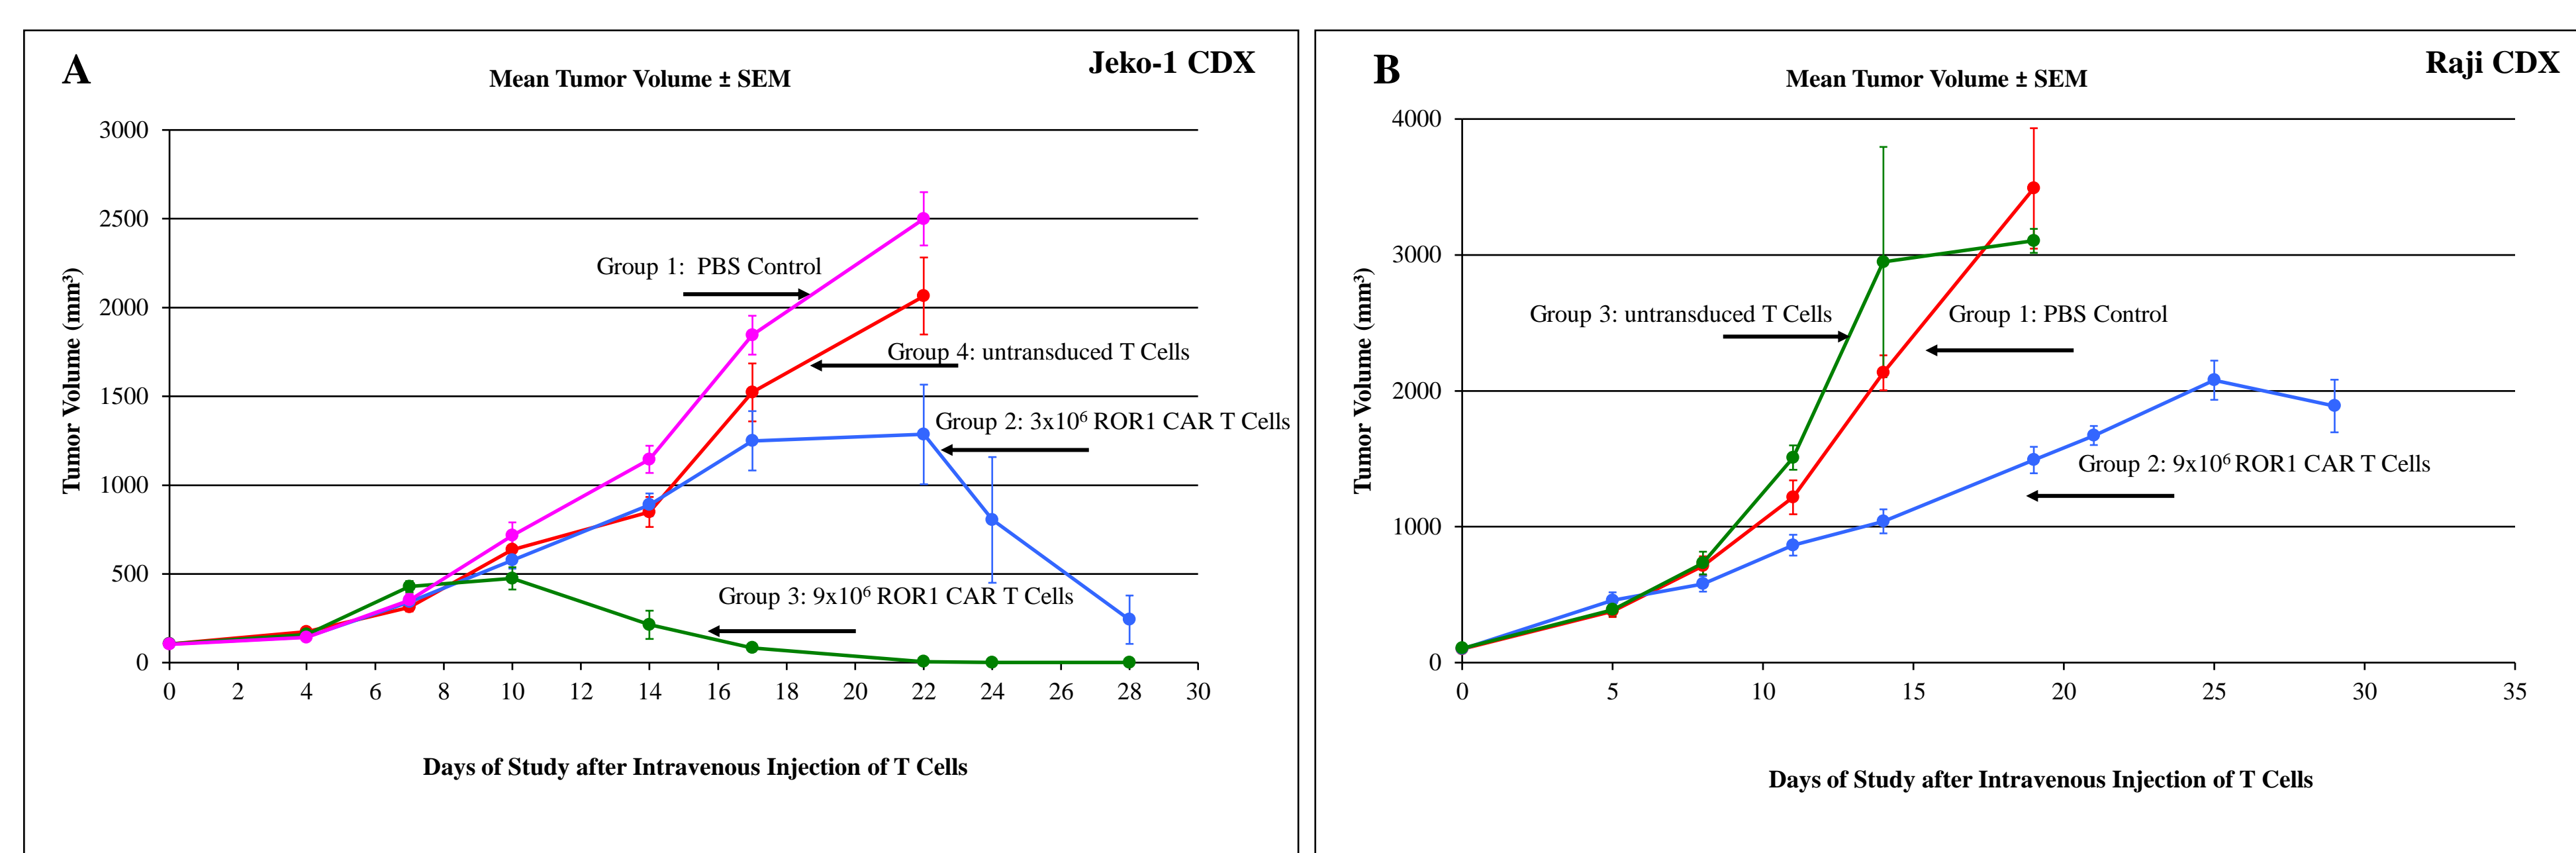 A
Jeko-1 CDX
Mean Tumor Volume ± SEM
3000
2500
2000
1500
1000
500
0
Tumor Volume (mm³)
Group 1: PBS Control
Group 4: untransduced T Cells
Group 2: 3x10⁶ ROR1 CAR T Cells
Group 3: 9x10⁶ ROR1 CAR T Cells
0 2 4 6 8 10 12 14 16 18 20 22 24 26 28 30
Days of Study after Intravenous Injection of T Cells
B
Raji CDX
Mean Tumor Volume ± SEM
4000
3000
2000
1000
0
Tumor Volume (mm³)
Group 3: untransduced T Cells
Group 1: PBS Control
Group 2: 9x10⁶ ROR1 CAR T Cells
0 5 10 15 20 25 30 35
Days of Study after Intravenous Injection of T Cells